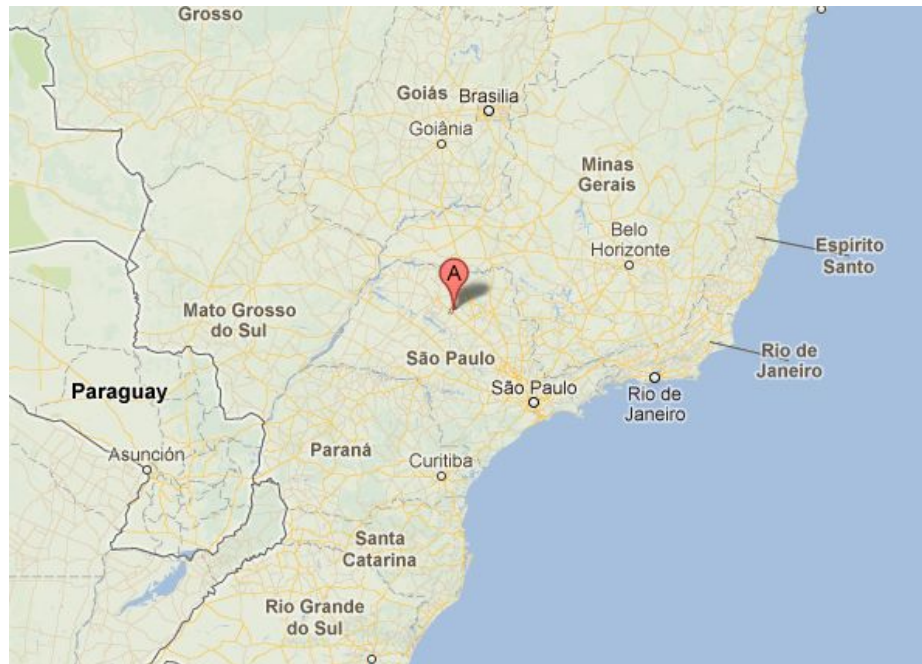 Grosso
Goiás
Brasilia
Goiânia
Minas
Gerais
Belo
Horizonte
Espírito
Santo
A
Mato Grosso
do Sul
São Paulo
Rio de
Janeiro
Paraguay
São Paulo
Rio de
Janeiro
Paraná
Asunción
Curitiba
Santa
Catarina
Rio Grande
do Sul